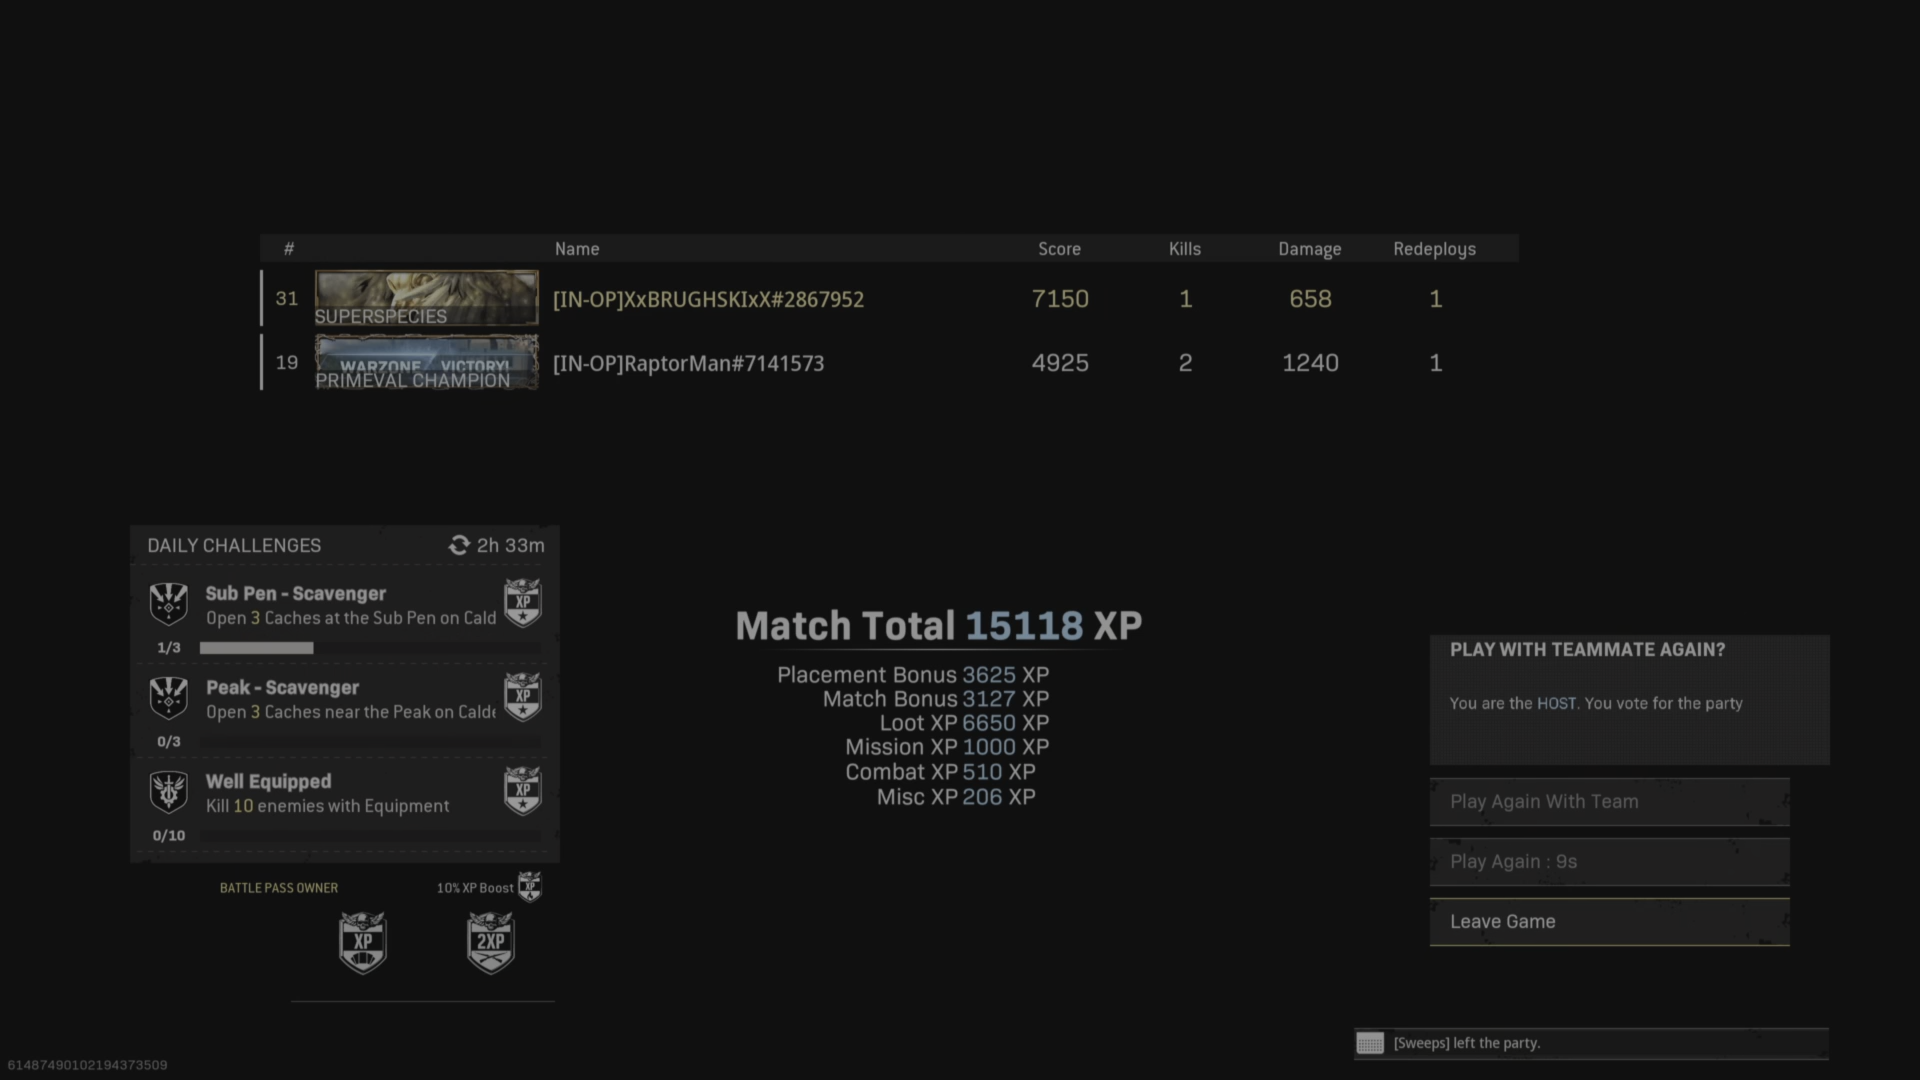 # Name Score Kills Damage Redeploys
31 SUPERSPECIES [IN-OP]XxBRUGHSKIxX#2867952 7150 1 658 1
WARZONE VICTORY!
19 PRIMEVAL CHAMPION [IN-OP]RaptorMan#7141573 4925 2 1240 1
DAILY CHALLENGES 2h 33m
Sub Pen - Scavenger XP
Open 3 Caches at the Sub Pen on Cald
1/3
Peak - Scavenger XP
Open 3 Caches near the Peak on Calde
0/3
Well Equipped XP
Kill 10 enemies with Equipment
0/10
BATTLE PASS OWNER 10% XP Boost XP
XP 2XP
Match Total 15118 XP
Placement Bonus 3625 XP
Match Bonus 3127 XP
Loot XP 6650 XP
Mission XP 1000 XP
Combat XP 510 XP
Misc XP 206 XP
PLAY WITH TEAMMATE AGAIN?
You are the HOST. You vote for the party
Play Again With Team
Play Again : 9s
Leave Game
[Sweeps] left the party.
61487490102194373509